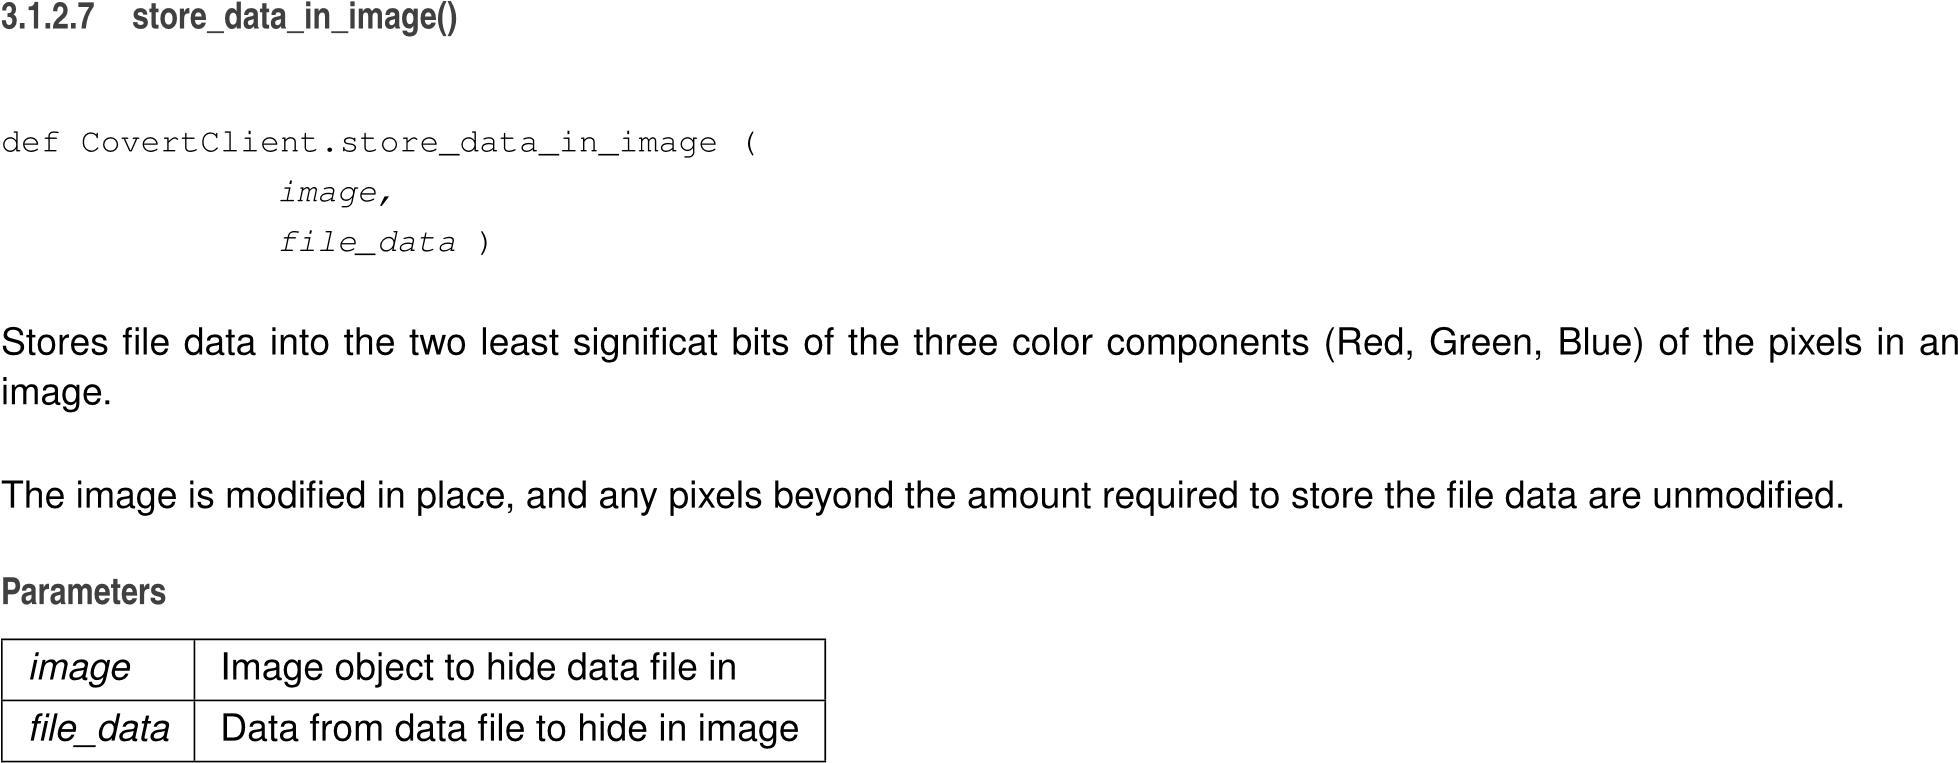 3.1.2.7 store_data_in_image()
def CovertClient.store_data_in_image (
image,
file_data )
Stores file data into the two least significat bits of the three color components (Red, Green, Blue) of the pixels in an
image.
The image is modified in place, and any pixels beyond the amount required to store the file data are unmodified.
Parameters
image Image object to hide data file in
file_data Data from data file to hide in image